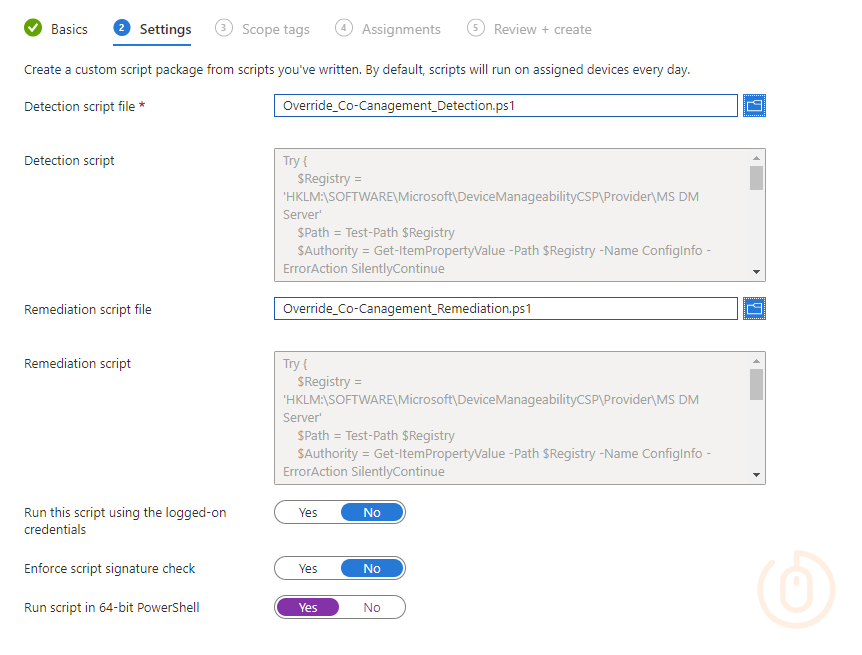 Basics
2 Settings
3 Scope tags
4 Assignments
5 Review + create
Create a custom script package from scripts you've written. By default, scripts will run on assigned devices every day.
Detection script file *
Override_Co-Canagement_Detection.ps1
Detection script
Try {
$Registry =
'HKLM:\SOFTWARE\Microsoft\DeviceManageabilityCSP\Provider\MS DM
Server'
$Path = Test-Path $Registry
$Authority = Get-ItemPropertyValue -Path $Registry -Name ConfigInfo -
ErrorAction SilentlyContinue
Remediation script file
Override_Co-Canagement_Remediation.ps1
Remediation script
Try {
$Registry =
'HKLM:\SOFTWARE\Microsoft\DeviceManageabilityCSP\Provider\MS DM
Server'
$Path = Test-Path $Registry
$Authority = Get-ItemPropertyValue -Path $Registry -Name ConfigInfo -
ErrorAction SilentlyContinue
Run this script using the logged-on
credentials
Yes No
Enforce script signature check
Yes No
Run script in 64-bit PowerShell
Yes No